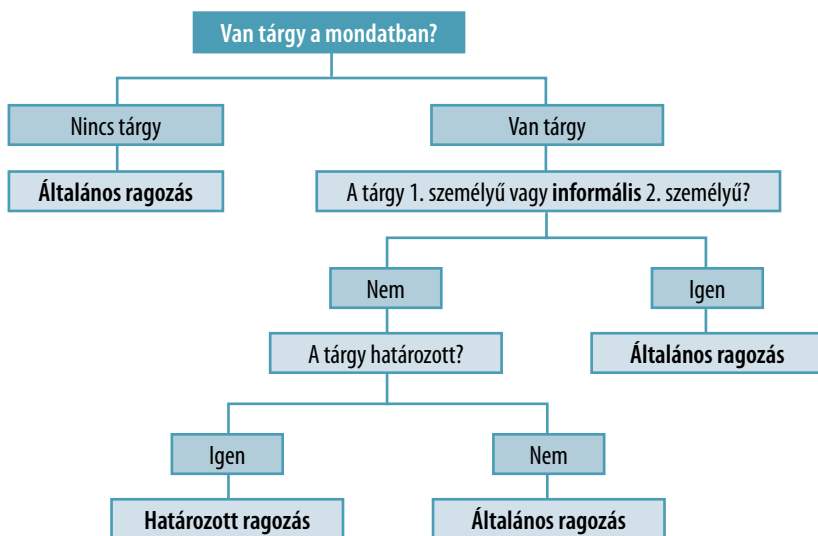 Van tárgy a mondatban?
Nincs tárgy
Van tárgy
Általános ragozás
A tárgy 1. személyű vagy informális 2. személyű?
Nem
Igen
A tárgy határozott?
Általános ragozás
Igen
Nem
Határozott ragozás
Általános ragozás